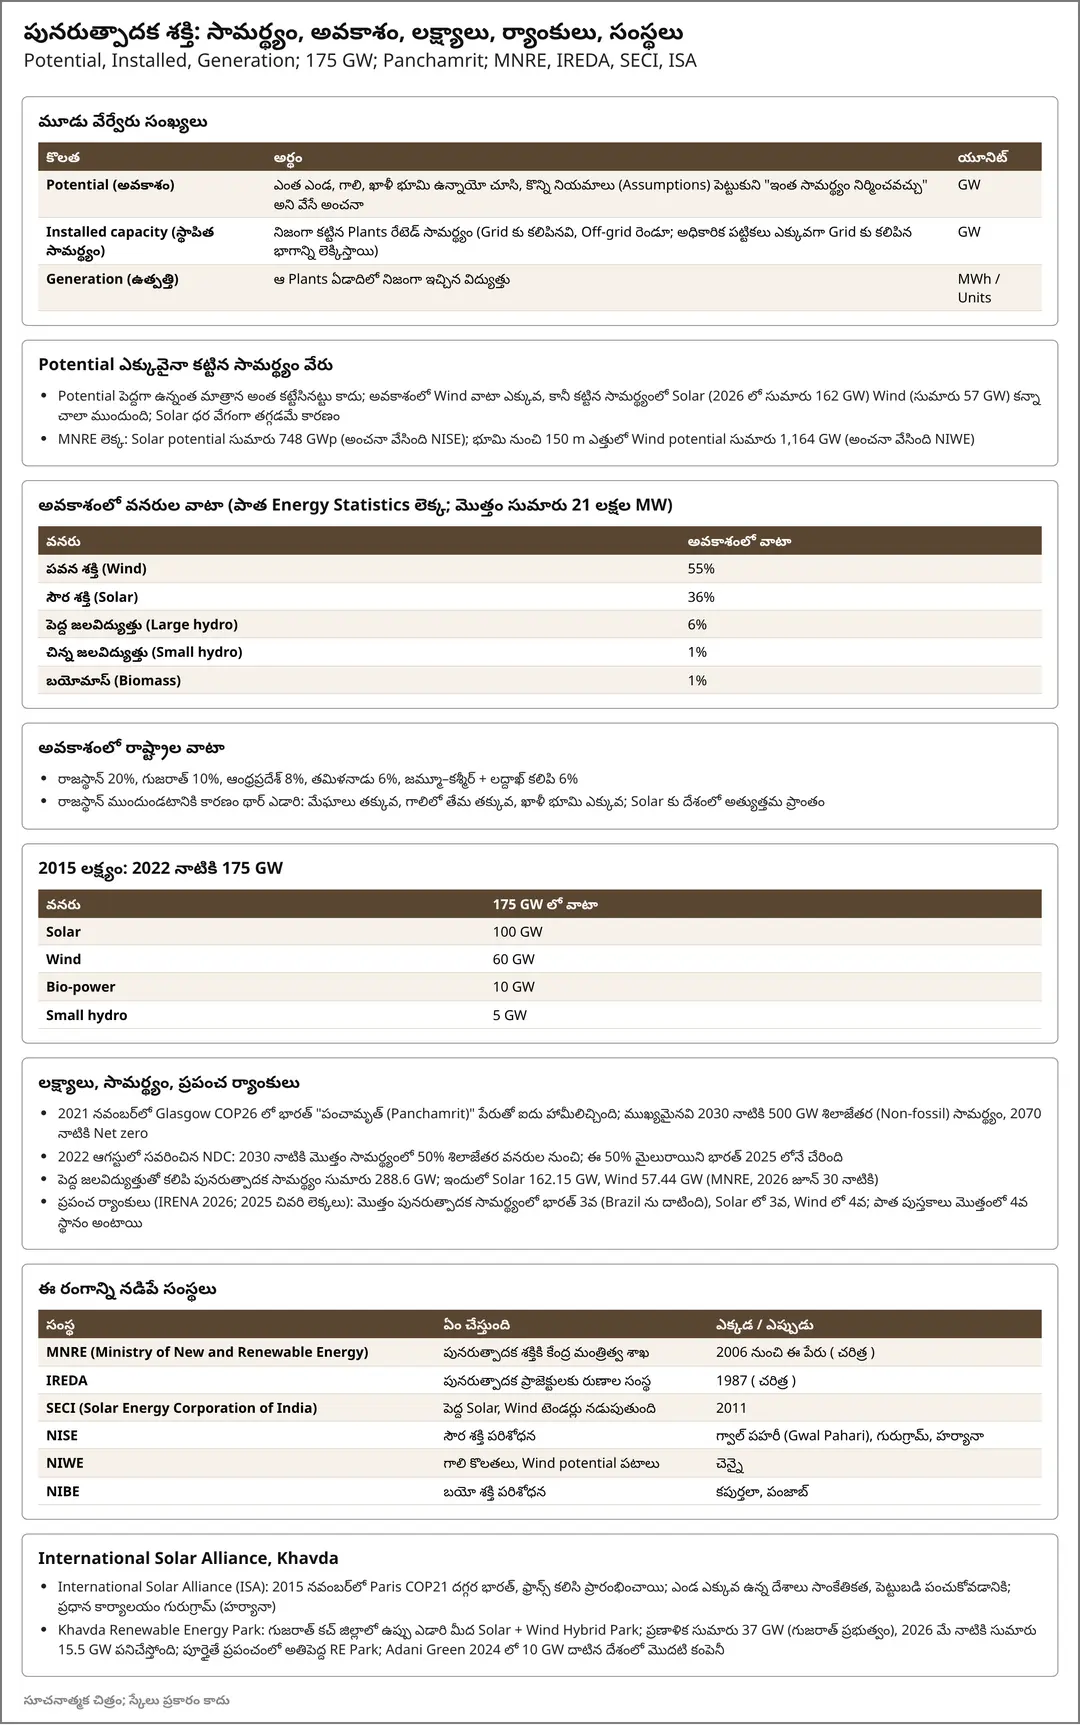 పునరుత్పాదక శక్తి: సామర్థ్యం, అవకాశం, లక్ష్యాలు, ర్యాంకులు, సంస్థలు
Potential, Installed, Generation; 175 GW; Panchamrit; MNRE, IREDA, SECI, ISA
మూడు వేర్వేరు సంఖ్యలు
కొలత అర్థం యూనిట్
Potential (అవకాశం) ఎంత ఎండ, గాలి, ఖాళీ భూమి ఉన్నాయో చూసి, కొన్ని నియమాలు (Assumptions) పెట్టుకుని "ఇంత సామర్థ్యం నిర్మించవచ్చు" GW
అని వేసే అంచనా
Installed capacity (స్థాపిత నిజంగా కట్టిన Plants రేటెడ్ సామర్థ్యం (Grid కు కలిపినవి, Off-grid రెండూ; అధికారిక పట్టికలు ఎక్కువగా Grid కు కలిపిన GW
సామర్థ్యం) భాగాన్ని లెక్కిస్తాయి)
Generation (ఉత్పత్తి) ఆ Plants ఏడాదిలో నిజంగా ఇచ్చిన విద్యుత్తు MWh /
Units
Potential ఎక్కువైనా కట్టిన సామర్థ్యం వేరు
• Potential పెద్దగా ఉన్నంత మాత్రాన అంత కట్టేసినట్టు కాదు; అవకాశంలో Wind వాటా ఎక్కువ, కానీ కట్టిన సామర్థ్యంలో Solar (2026 లో సుమారు 162 GW) Wind (సుమారు 57 GW) కన్నా
చాలా ముందుంది; Solar ధర వేగంగా తగ్గడమే కారణం
• MNRE లెక్క: Solar potential సుమారు 748 GWp (అంచనా వేసింది NISE); భూమి నుంచి 150 m ఎత్తులో Wind potential సుమారు 1,164 GW (అంచనా వేసింది NIWE)
అవకాశంలో వనరుల వాటా (పాత Energy Statistics లెక్క; మొత్తం సుమారు 21 లక్షల MW)
వనరు అవకాశంలో వాటా
పవన శక్తి (Wind) 55%
సౌర శక్తి (Solar) 36%
పెద్ద జలవిద్యుత్తు (Large hydro) 6%
చిన్న జలవిద్యుత్తు (Small hydro) 1%
బయోమాస్ (Biomass) 1%
అవకాశంలో రాష్ట్రాల వాటా
• రాజస్థాన్ 20%, గుజరాత్ 10%, ఆంధ్రప్రదేశ్ 8%, తమిళనాడు 6%, జమ్మూ–కశ్మీర్ + లద్దాఖ్ కలిపి 6%
• రాజస్థాన్ ముందుండటానికి కారణం థార్ ఎడారి: మేఘాలు తక్కువ, గాలిలో తేమ తక్కువ, ఖాళీ భూమి ఎక్కువ; Solar కు దేశంలో అత్యుత్తమ ప్రాంతం
2015 లక్ష్యం: 2022 నాటికి 175 GW
వనరు 175 GW లో వాటా
Solar 100 GW
Wind 60 GW
Bio-power 10 GW
Small hydro 5 GW
లక్ష్యాలు, సామర్థ్యం, ప్రపంచ ర్యాంకులు
• 2021 నవంబర్‌లో Glasgow COP26 లో భారత్ "పంచామృత్ (Panchamrit)" పేరుతో ఐదు హామీలిచ్చింది; ముఖ్యమైనవి 2030 నాటికి 500 GW శిలాజేతర (Non-fossil) సామర్థ్యం, 2070
నాటికి Net zero
• 2022 ఆగస్టులో సవరించిన NDC: 2030 నాటికి మొత్తం సామర్థ్యంలో 50% శిలాజేతర వనరుల నుంచి; ఈ 50% మైలురాయిని భారత్ 2025 లోనే చేరింది
• పెద్ద జలవిద్యుత్తుతో కలిపి పునరుత్పాదక సామర్థ్యం సుమారు 288.6 GW; ఇందులో Solar 162.15 GW, Wind 57.44 GW (MNRE, 2026 జూన్ 30 నాటికి)
• ప్రపంచ ర్యాంకులు (IRENA 2026; 2025 చివరి లెక్కలు): మొత్తం పునరుత్పాదక సామర్థ్యంలో భారత్ 3వ (Brazil ను దాటింది), Solar లో 3వ, Wind లో 4వ; పాత పుస్తకాలు మొత్తంలో 4వ
స్థానం అంటాయి
ఈ రంగాన్ని నడిపే సంస్థలు
సంస్థ ఏం చేస్తుంది ఎక్కడ / ఎప్పుడు
MNRE (Ministry of New and Renewable Energy) పునరుత్పాదక శక్తికి కేంద్ర మంత్రిత్వ శాఖ 2006 నుంచి ఈ పేరు ( చరిత్ర )
IREDA పునరుత్పాదక ప్రాజెక్టులకు రుణాల సంస్థ 1987 ( చరిత్ర )
SECI (Solar Energy Corporation of India) పెద్ద Solar, Wind టెండర్లు నడుపుతుంది 2011
NISE సౌర శక్తి పరిశోధన గ్వాల్ పహరీ (Gwal Pahari), గురుగ్రామ్, హర్యానా
NIWE గాలి కొలతలు, Wind potential పటాలు చెన్నై
NIBE బయో శక్తి పరిశోధన కపుర్తలా, పంజాబ్
International Solar Alliance, Khavda
• International Solar Alliance (ISA): 2015 నవంబర్‌లో Paris COP21 దగ్గర భారత్, ఫ్రాన్స్ కలిసి ప్రారంభించాయి; ఎండ ఎక్కువ ఉన్న దేశాలు సాంకేతికత, పెట్టుబడి పంచుకోవడానికి;
ప్రధాన కార్యాలయం గురుగ్రామ్ (హర్యానా)
• Khavda Renewable Energy Park: గుజరాత్ కచ్ జిల్లాలో ఉప్పు ఎడారి మీద Solar + Wind Hybrid Park; ప్రణాళిక సుమారు 37 GW (గుజరాత్ ప్రభుత్వం), 2026 మే నాటికి సుమారు
15.5 GW పనిచేస్తోంది; పూర్తైతే ప్రపంచంలో అతిపెద్ద RE Park; Adani Green 2024 లో 10 GW దాటిన దేశంలో మొదటి కంపెనీ
సూచనాత్మక చిత్రం; స్కేలు ప్రకారం కాదు